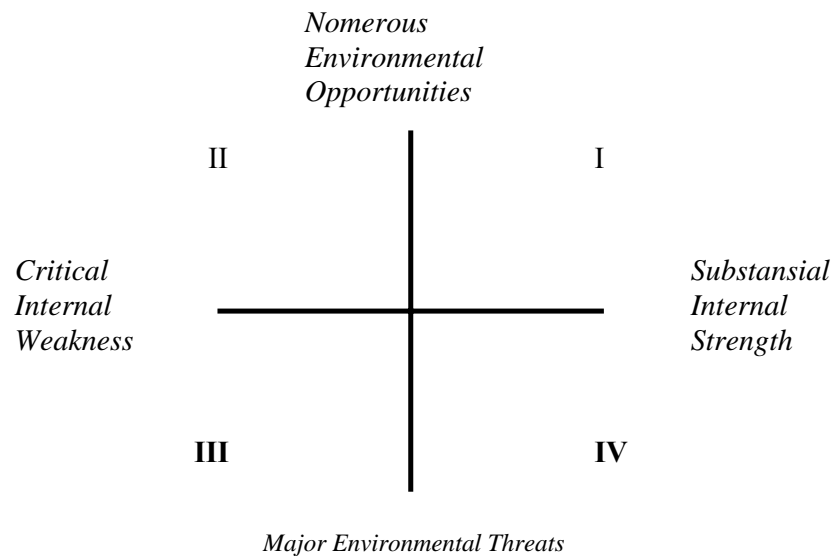 Nomerous
Environmental
Opportunities
II
I
Critical
Internal
Weakness
Substansial
Internal
Strength
III
IV
Major Environmental Threats